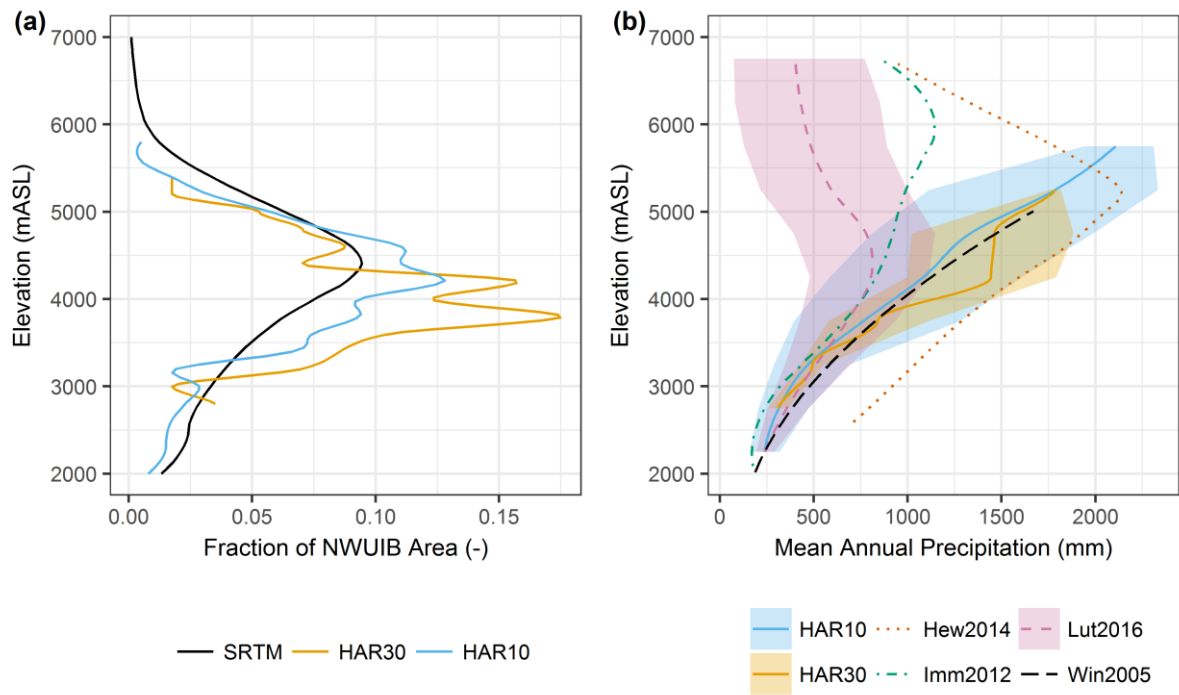 (a)
7000
6000
5000
4000
3000
2000
Elevation (mASL)
0.00 0.05 0.10 0.15
Fraction of NWUIB Area (-)
SRTM HAR30 HAR10
(b)
7000
6000
5000
4000
3000
2000
Elevation (mASL)
0 500 1000 1500 2000
Mean Annual Precipitation (mm)
HAR10 Hew2014 Lut2016
HAR30 Imm2012 Win2005